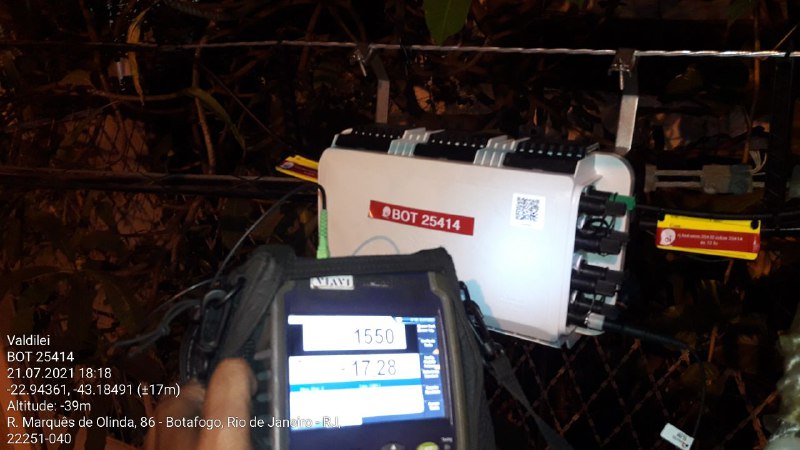 BOT 25414
VIAVI
1550
-17.28
Valdilei
BOT 25414
21.07.2021 18:18
-22.94361, -43.18491 (±17m)
Altitude: -39m
R. Marquês de Olinda, 86 - Botafogo, Rio de Janeiro - RJ,
22251-040